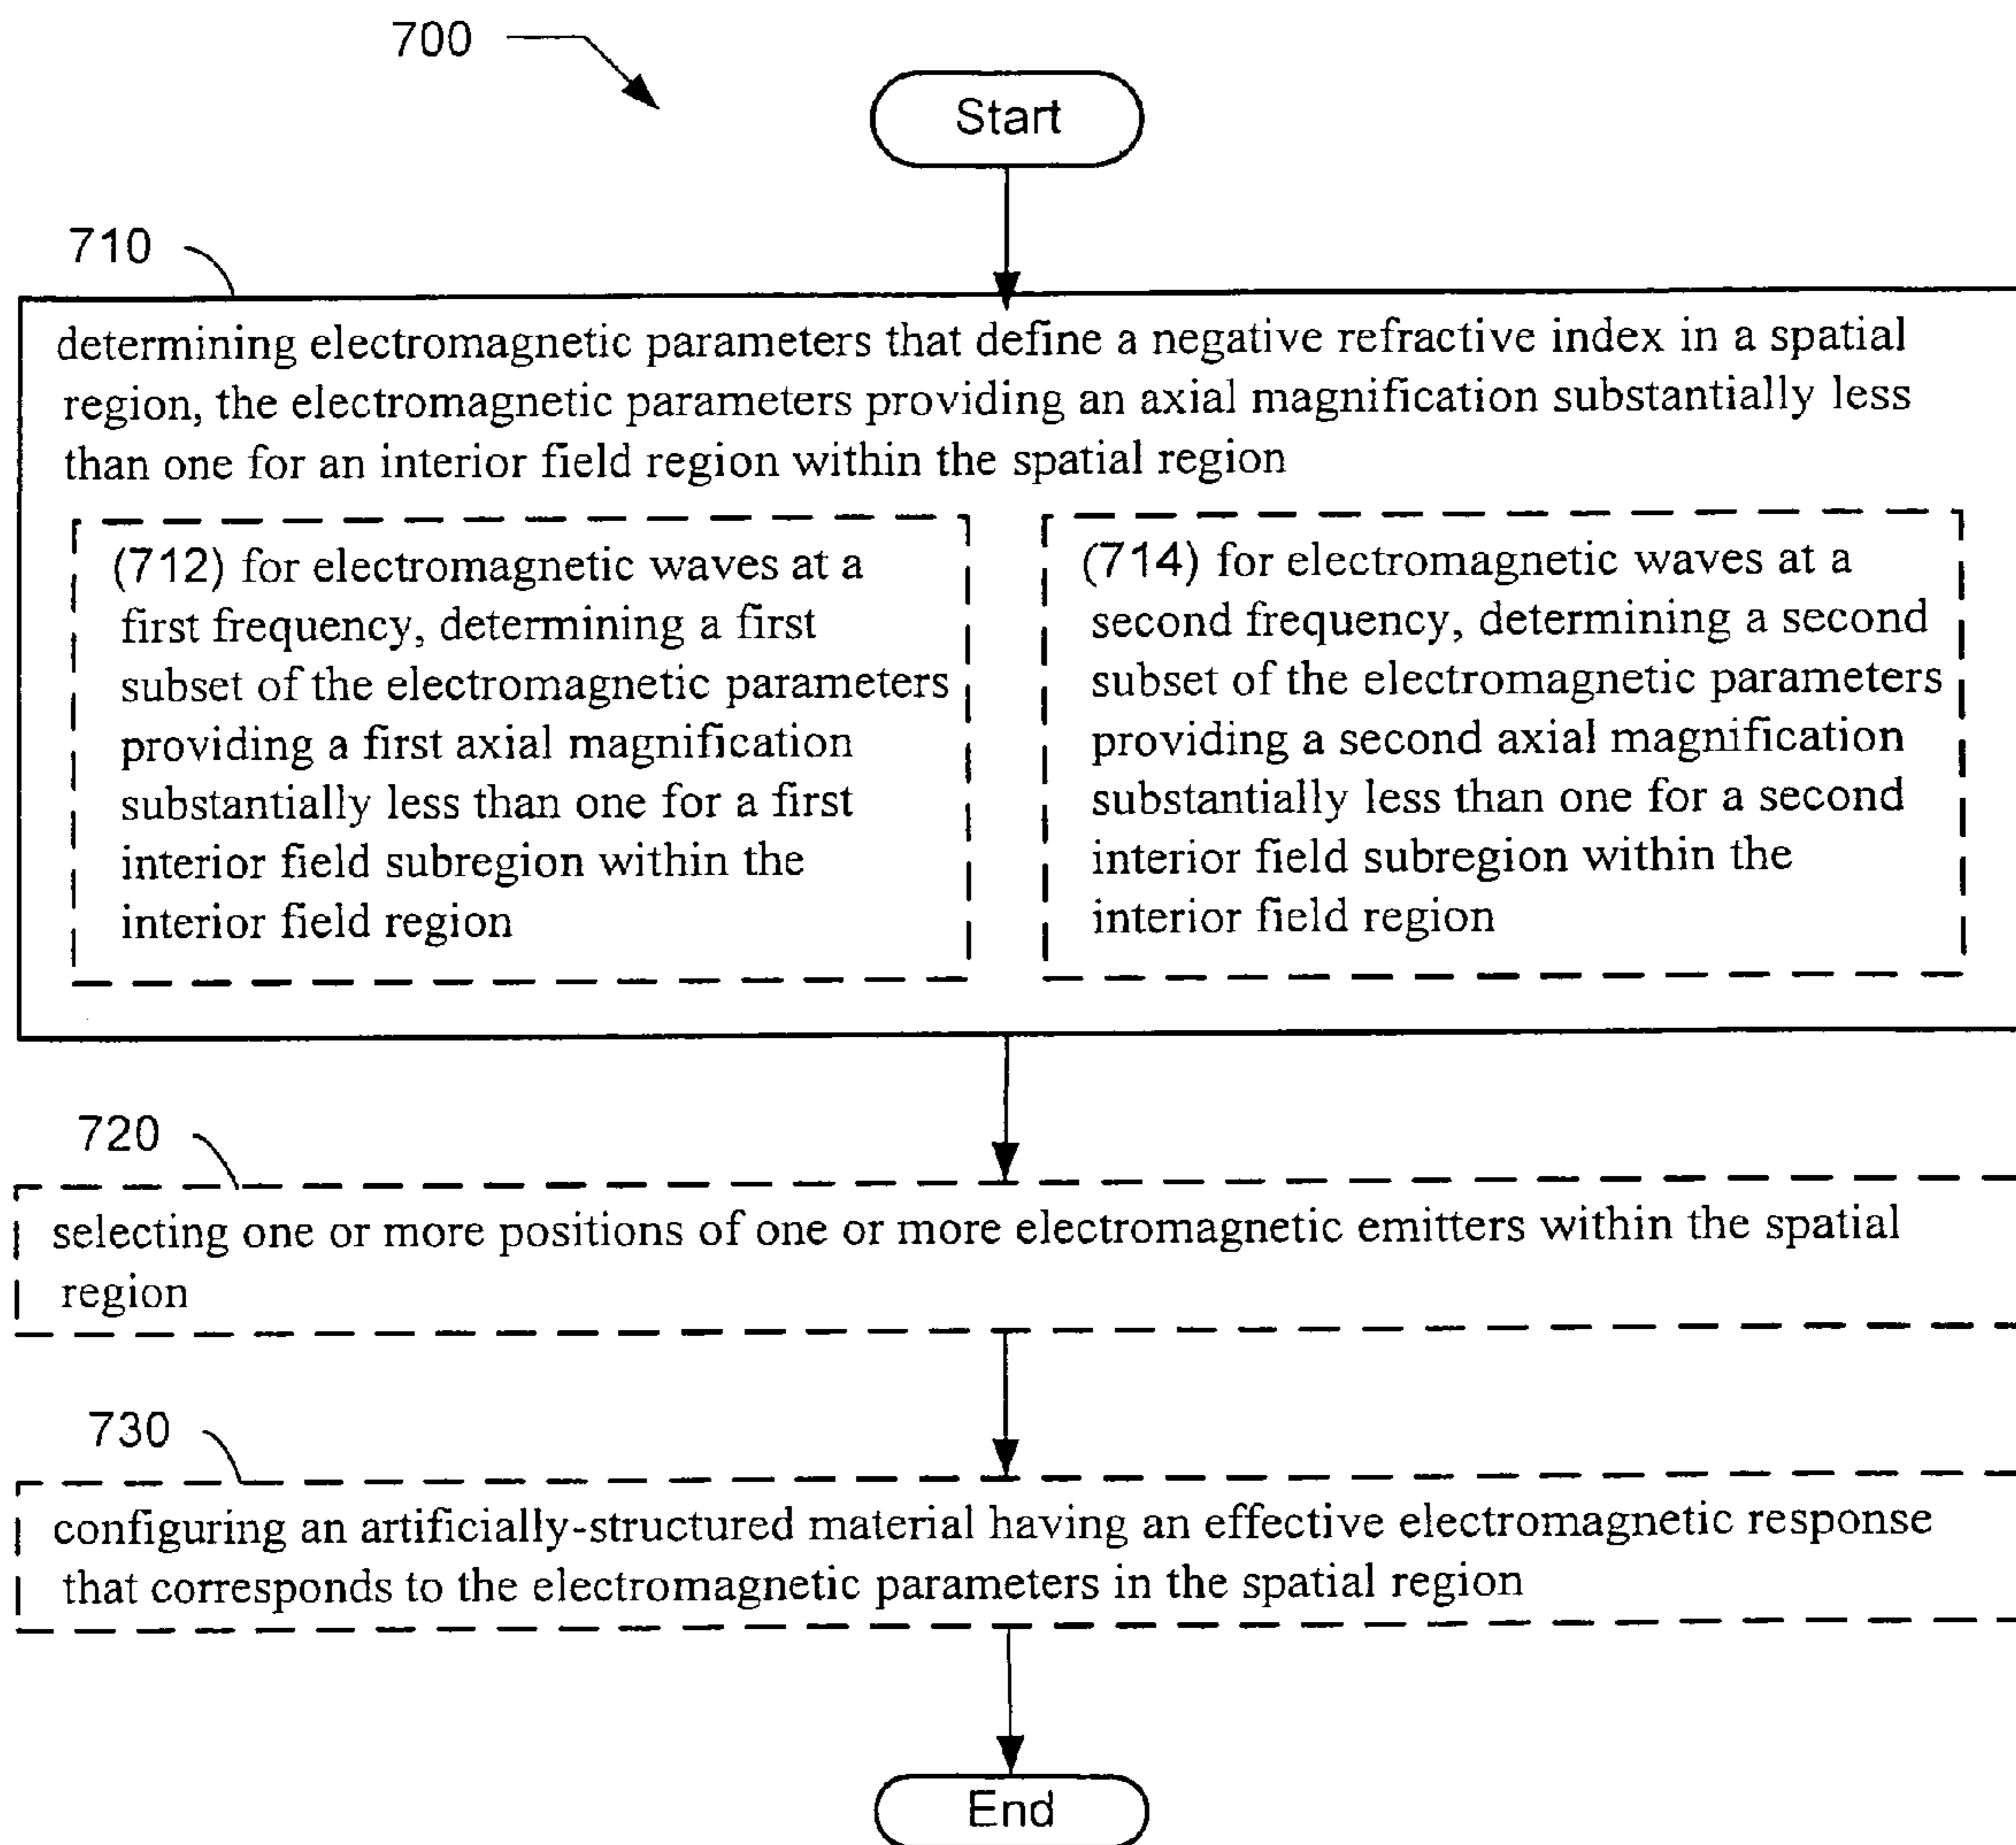 700
Start
710
determining electromagnetic parameters that define a negative refractive index in a spatial
region, the electromagnetic parameters providing an axial magnification substantially less
than one for an interior field region within the spatial region
(712) for electromagnetic waves at a
first frequency, determining a first
subset of the electromagnetic parameters
providing a first axial magnification
substantially less than one for a first
interior field subregion within the
interior field region
(714) for electromagnetic waves at a
second frequency, determining a second
subset of the electromagnetic parameters
providing a second axial magnification
substantially less than one for a second
interior field subregion within the
interior field region
720
selecting one or more positions of one or more electromagnetic emitters within the spatial
region
730
configuring an artificially-structured material having an effective electromagnetic response
that corresponds to the electromagnetic parameters in the spatial region
End